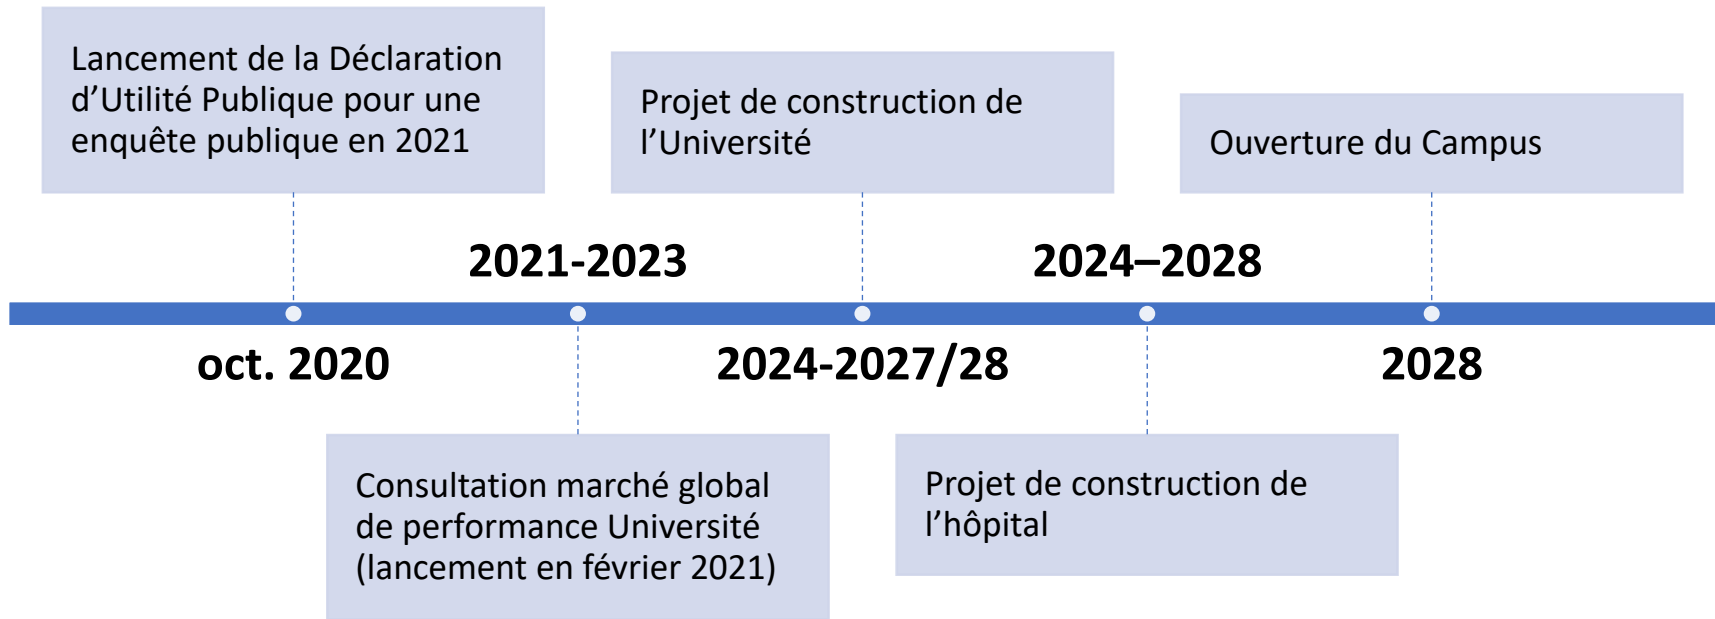 Lancement de la Déclaration
d’Utilité Publique pour une
enquête publique en 2021
oct. 2020
2021-2023
Consultation marché global
de performance Université
(lancement en février 2021)
Projet de construction de
l’Université
2024-2027/28
2024–2028
Projet de construction de
l’hôpital
Ouverture du Campus
2028